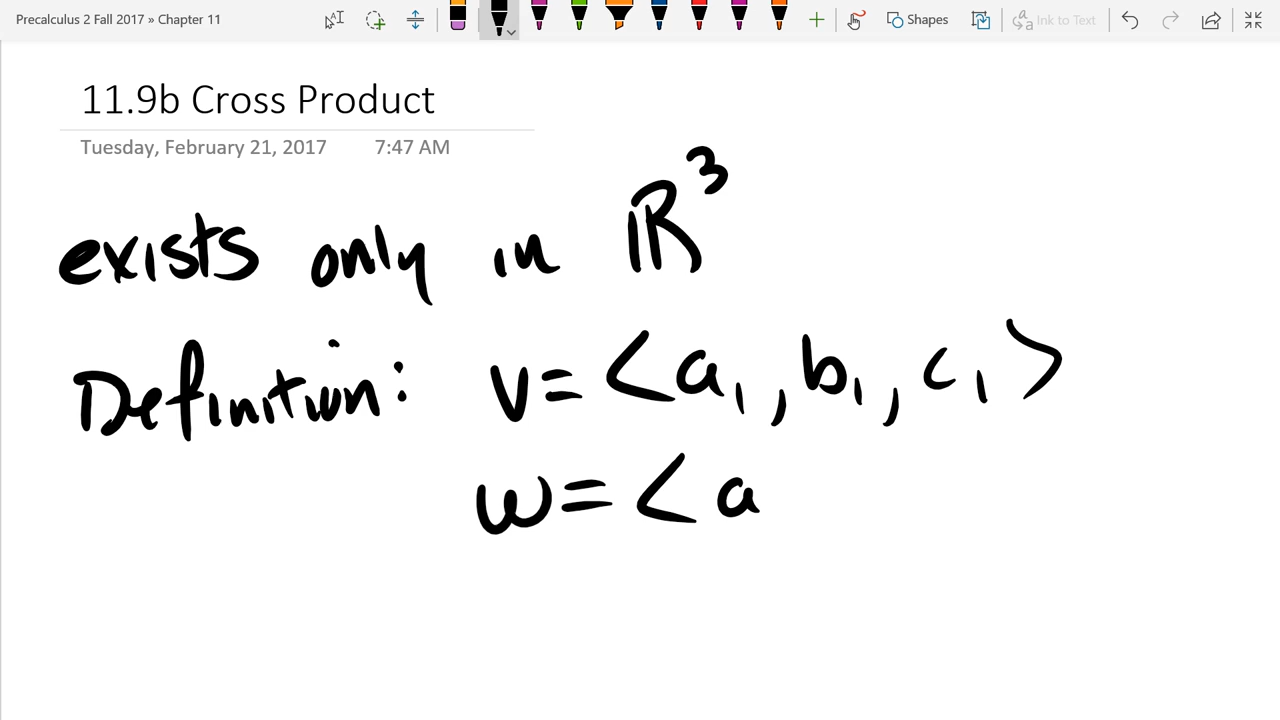 Precalculus 2 Fall 2017 » Chapter 11
Shapes
Ink to Text
11.9b Cross Product
Tuesday, February 21, 2017 7:47 AM
exists only in ℝ³
Definition: v = < a₁, b₁, c₁ >
w = < a